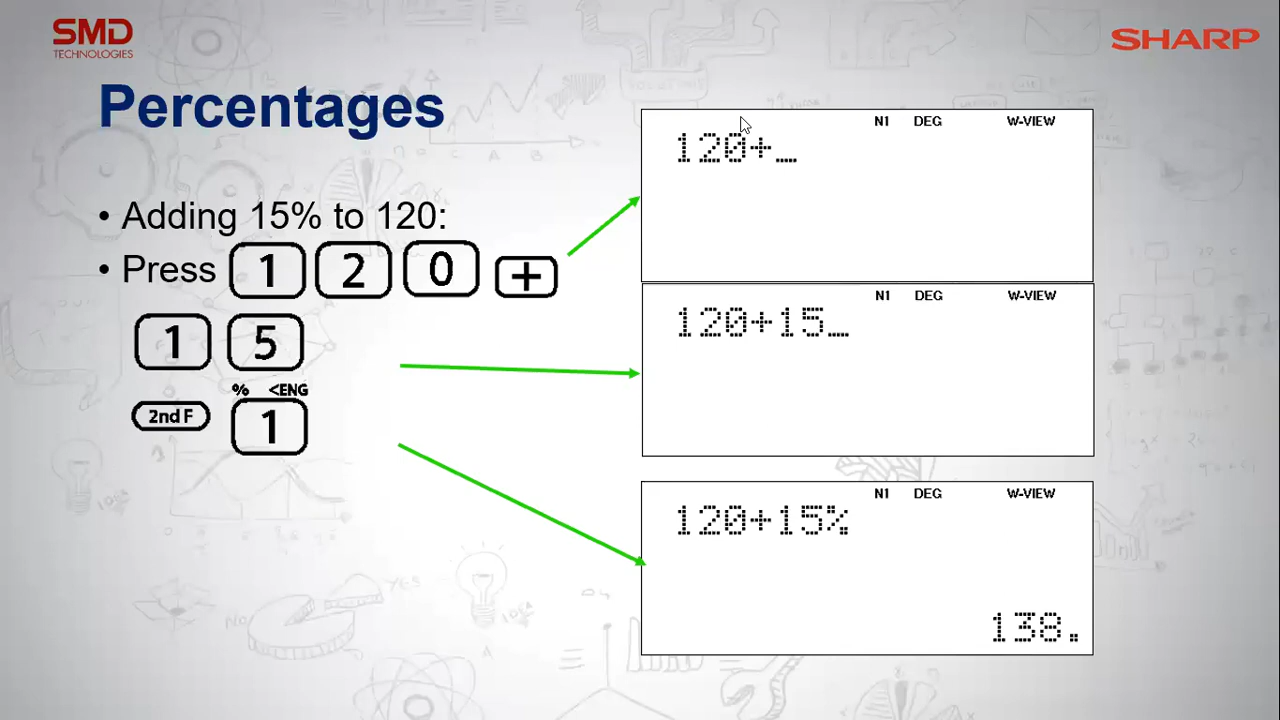 SMD
TECHNOLOGIES
SHARP
Percentages
• Adding 15% to 120:
• Press 1 2 0 +
1 5
% <ENG
2nd F 1
N1 DEG W-VIEW
120+_
N1 DEG W-VIEW
120+15_
N1 DEG W-VIEW
120+15%
138.